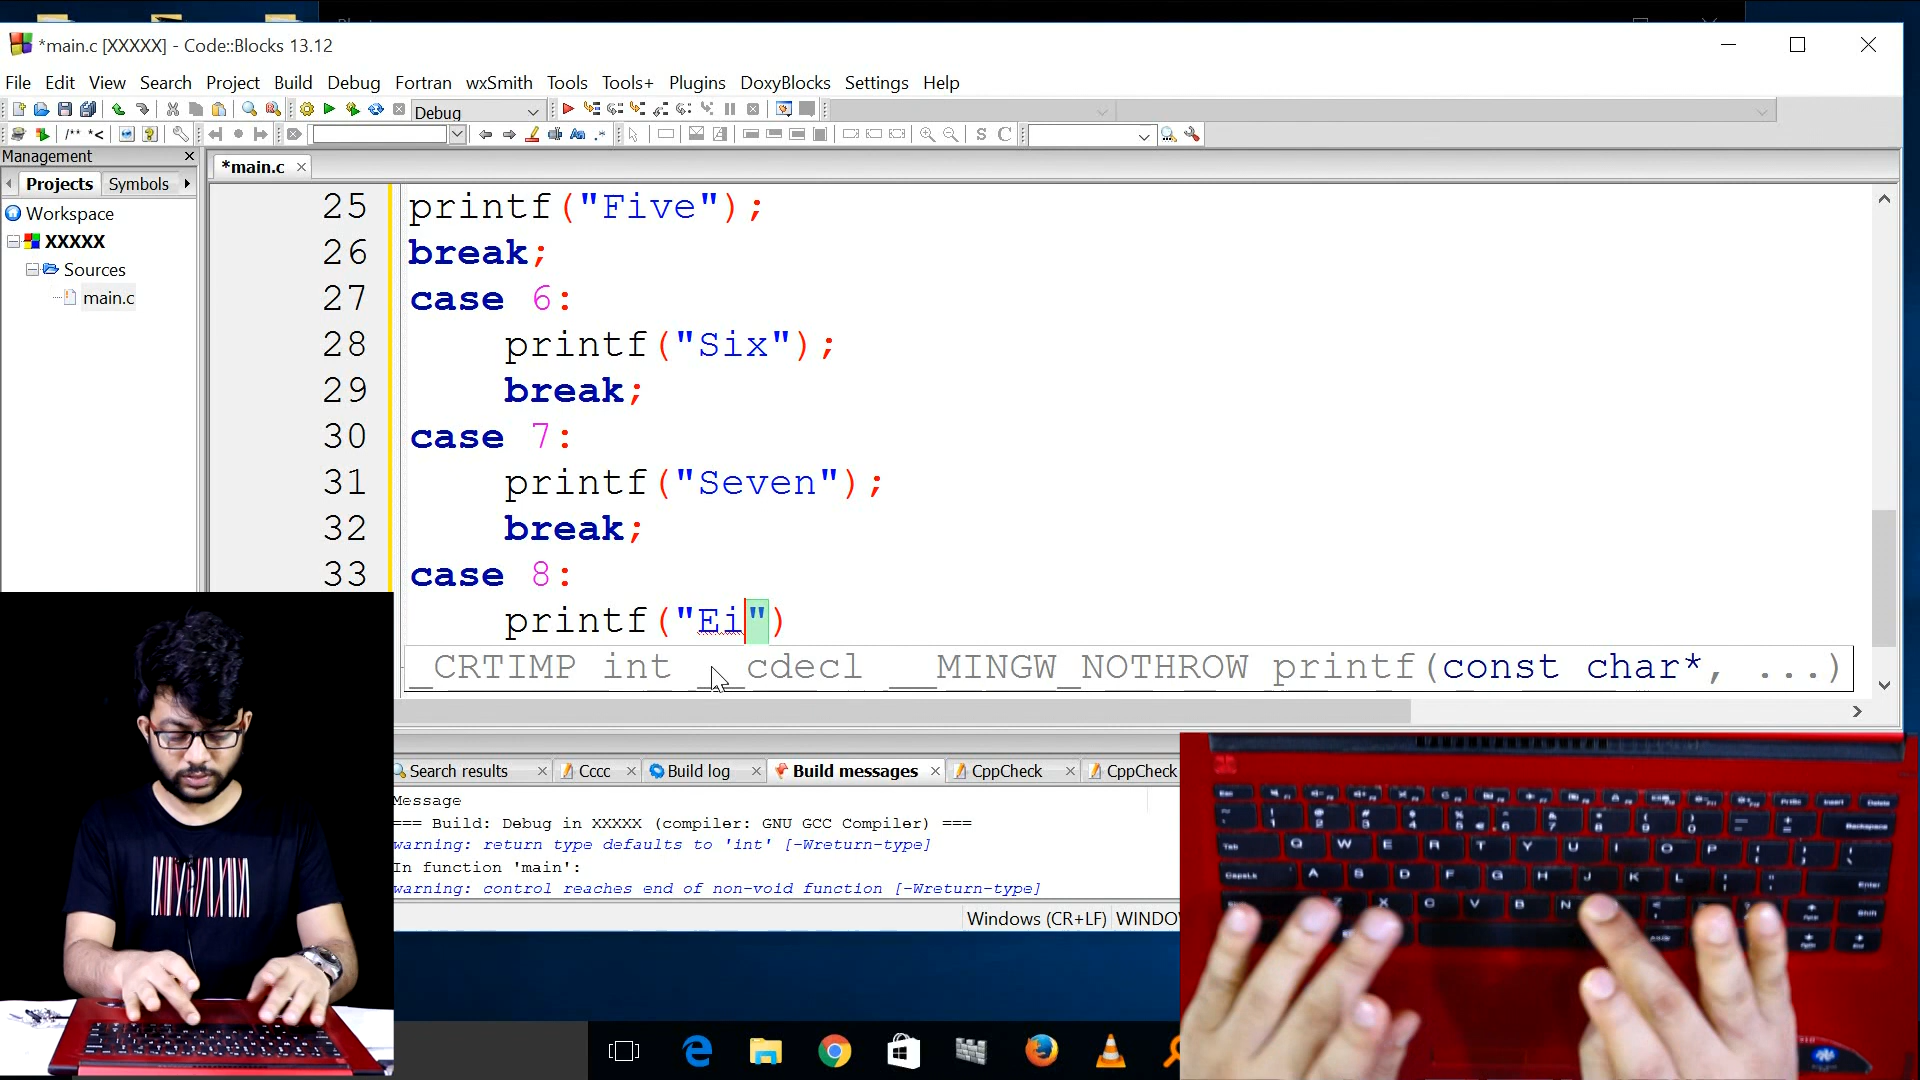 *main.c [XXXXX] - Code::Blocks 13.12
File Edit View Search Project Build Debug Fortran wxSmith Tools Tools+ Plugins DoxyBlocks Settings Help
Debug
/** *<
S C
Management
*main.c
Projects Symbols
Workspace
XXXXX
Sources
main.c
25 printf("Five");
26 break;
27 case 6:
28 printf("Six");
29 break;
30 case 7:
31 printf("Seven");
32 break;
33 case 8:
printf("Ei")
_CRTIMP int __cdecl __MINGW_NOTHROW printf(const char*, ...)
Search results Cccc Build log Build messages CppCheck CppCheck
Message
=== Build: Debug in XXXXX (compiler: GNU GCC Compiler) ===
warning: return type defaults to 'int' [-Wreturn-type]
In function 'main':
warning: control reaches end of non-void function [-Wreturn-type]
Windows (CR+LF) WINDO
Q W E R T Y U I O P
A S D F G H J K L
Z X C V B N